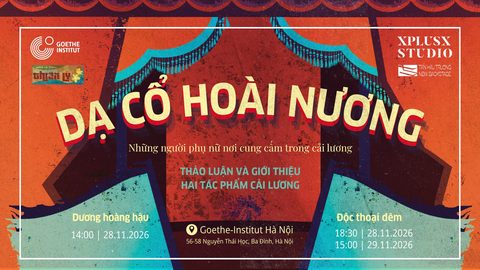 GOETHE
INSTITUT
XPLUSX
STUDIO
DẠ CỔ HOÀI NƯƠNG
Những người phụ nữ nơi cung cấm trong cải lương
THẢO LUẬN VÀ GIỚI THIỆU
HAI TÁC PHẨM CẢI LƯƠNG
Dương hoàng hậu
14:00 | 28.11.2026
Goethe-Institut Hà Nội
56-58 Nguyễn Thái Học, Ba Đình, Hà Nội
Độc thoại đêm
18:30 | 28.11.2026
15:00 | 29.11.2026